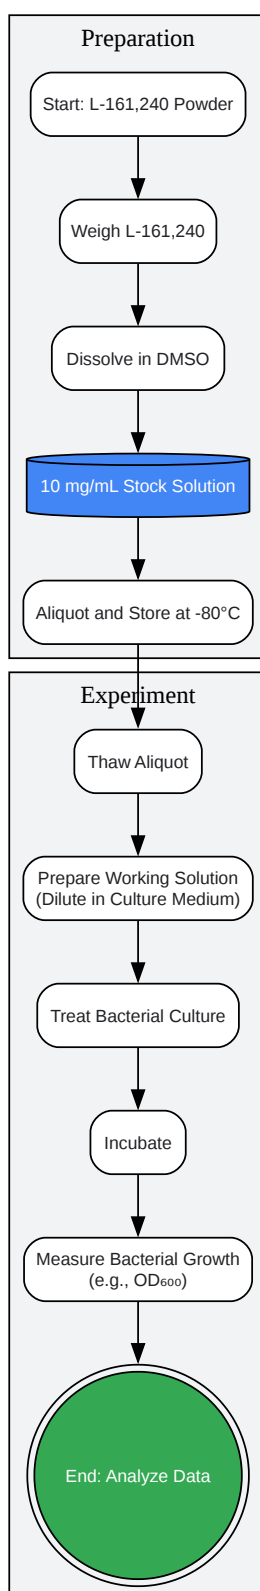 Preparation
Start: L-161,240 Powder
Weigh L-161,240
Dissolve in DMSO
10 mg/mL Stock Solution
Aliquot and Store at -80°C
Experiment
Thaw Aliquot
Prepare Working Solution
(Dilute in Culture Medium)
Treat Bacterial Culture
Incubate
Measure Bacterial Growth
(e.g., OD₆₀₀)
End: Analyze Data